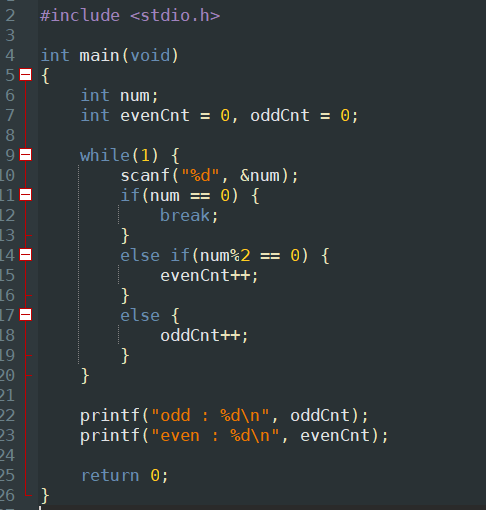 2 #include <stdio.h>
3
4 int main(void)
5 {
6     int num;
7     int evenCnt = 0, oddCnt = 0;
8
9     while(1) {
10         scanf("%d", &num);
11         if(num == 0) {
12             break;
13         }
14         else if(num%2 == 0) {
15             evenCnt++;
16         }
17         else {
18             oddCnt++;
19         }
20     }
21
22     printf("odd : %d\n", oddCnt);
23     printf("even : %d\n", evenCnt);
24
25     return 0;
26 }